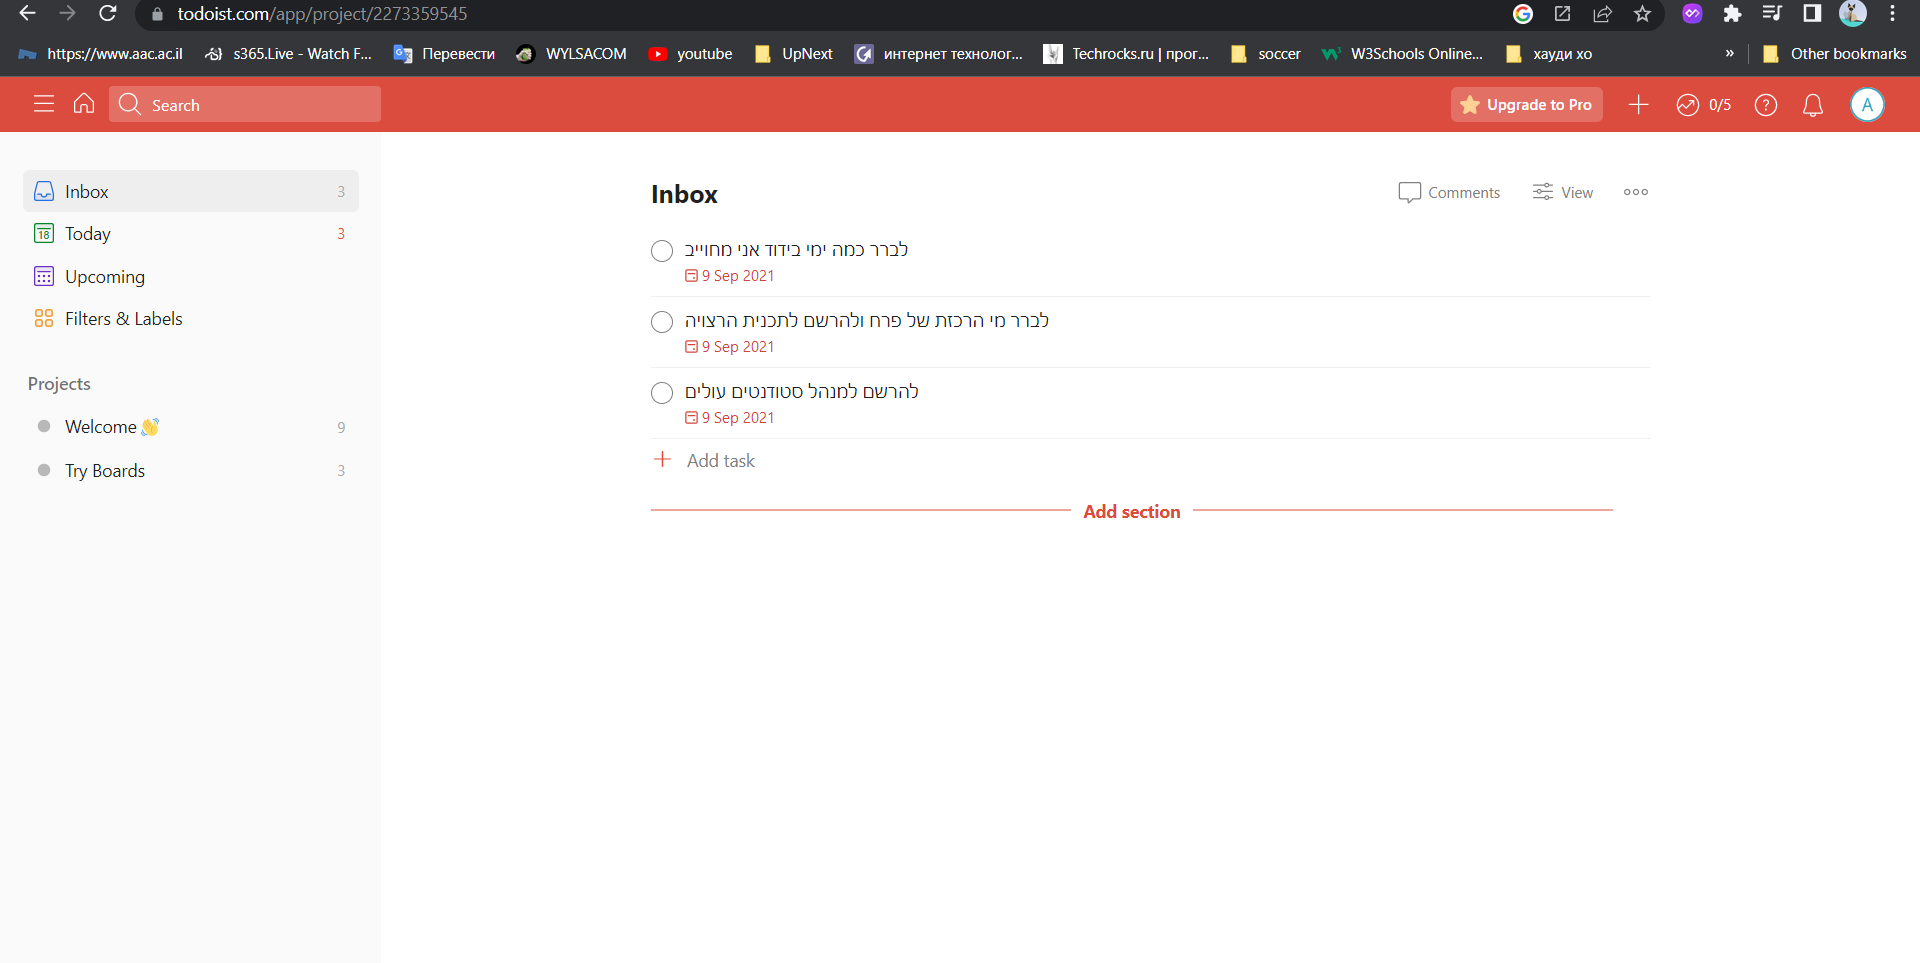 todoist.com/app/project/2273359545
https://www.aac.ac.il
s365.Live - Watch F...
Перевести
WYLSACOM
youtube
UpNext
интернет технолог...
Techrocks.ru | прог...
soccer
W3Schools Online...
хауди хо
»
Other bookmarks
Search
Upgrade to Pro
0/5
A
Inbox 3
18 Today 3
Upcoming
Filters & Labels
Projects
Welcome 👋 9
Try Boards 3
Inbox
Comments
View
לברר כמה ימי בידוד אני מחוייב
9 Sep 2021
לברר מי הרכזת של פרח ולהרשם לתכנית הרצויה
9 Sep 2021
להרשם למנהל סטודנטים עולים
9 Sep 2021
Add task
Add section